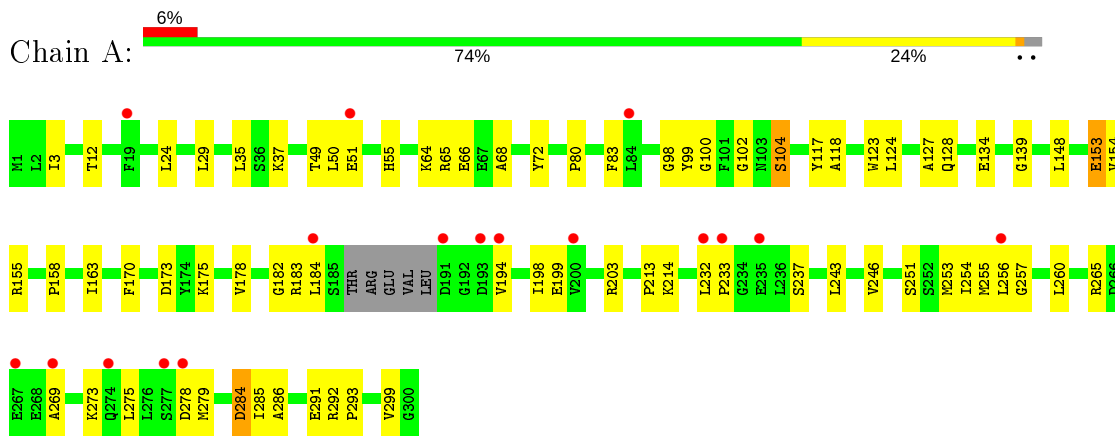 6%
Chain A:
74%
24%
M1 L2 I3 T12 F19 L24 L29 L35 S36 K37 T49 L50 E51 H55 K64 R65 E66 E67 A68 Y72 P80 F83 L84 G98 Y99 G100 F101 G102 N103 S104 Y117 A118 W123 L124 A127 Q128 E134 G139 L148 E153
R155 P158 I163 F170 D173 Y174 K175 V178 G182 R183 L184 S185 THR ARG GLU VAL LEU D191 G192 D193 V194 I198 E199 V200 R203 P213 K214 L232 P233 G234 E235 L236 S237 L243 V246 S251 S252 M253 I254 M255 L256 G257 L260 R265
E267 E268 A269 K273 Q274 L275 L276 S277 D278 M279 D284 I285 A286 E291 R292 P293 V299 G300